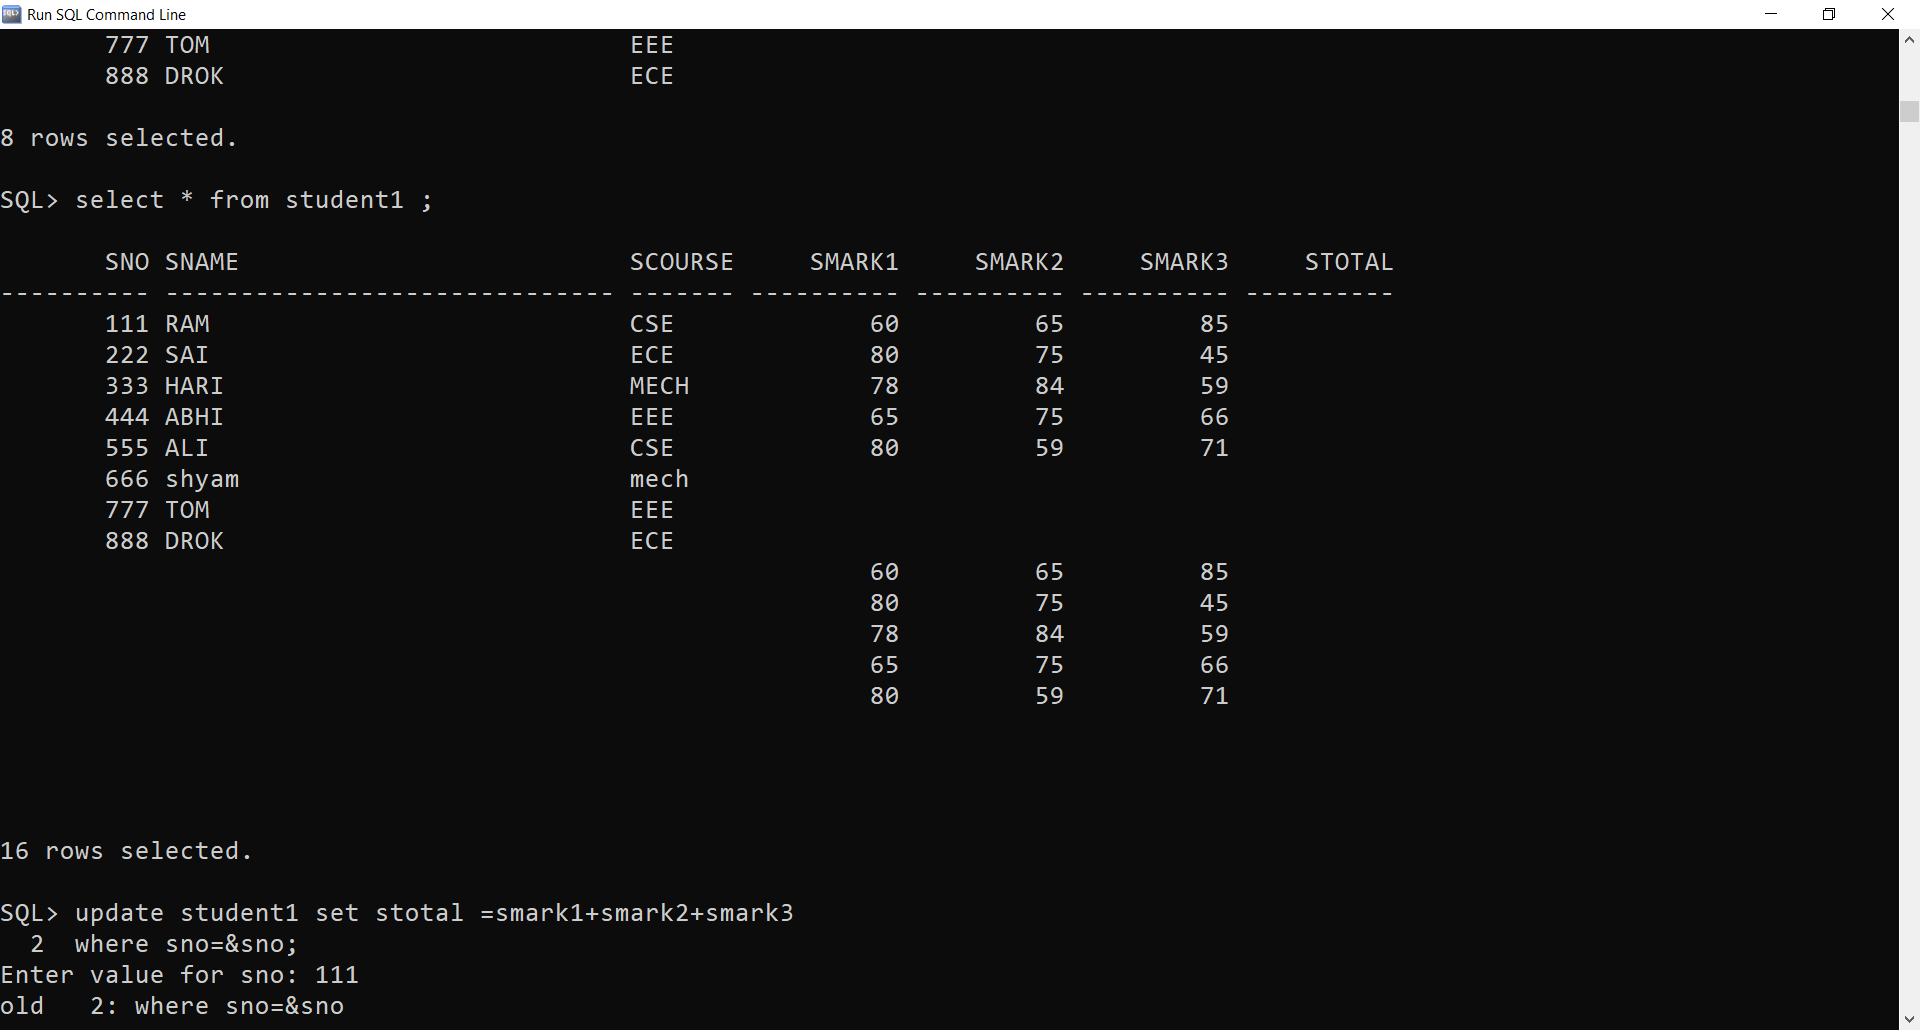 Run SQL Command Line
777 TOM EEE
888 DROK ECE
8 rows selected.
SQL> select * from student1 ;
SNO SNAME SCOURSE SMARK1 SMARK2 SMARK3 STOTAL
---------- ------------------------------ ------- ---------- ---------- ---------- ----------
111 RAM CSE 60 65 85
222 SAI ECE 80 75 45
333 HARI MECH 78 84 59
444 ABHI EEE 65 75 66
555 ALI CSE 80 59 71
666 shyam mech
777 TOM EEE
888 DROK ECE
60 65 85
80 75 45
78 84 59
65 75 66
80 59 71
16 rows selected.
SQL> update student1 set stotal =smark1+smark2+smark3
2 where sno=&sno;
Enter value for sno: 111
old 2: where sno=&sno